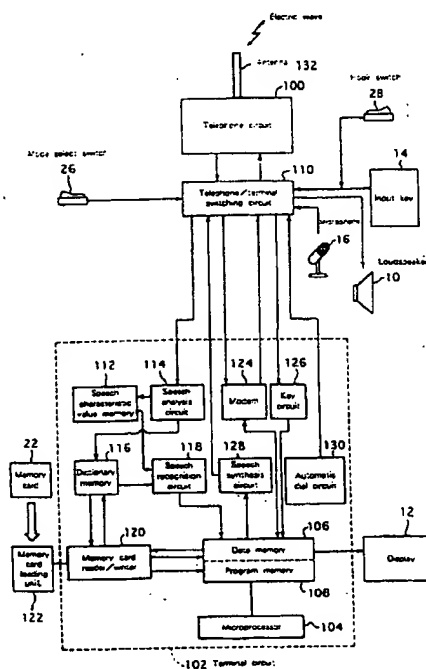 Electric wave
Antenna 132
100
Telephone circuit
Hook switch
28
Mode select switch
26
110
Telephone/terminal
switching circuit
14
Input key
Microphone
16
Loudspeaker
10
112
114
124
126
Speech characteristic
value memory
Speech
analysis
circuit
Modem
Key
circuit
116
118
128
130
22
Memory
card
Dictionary
memory
Speech
recognition
circuit
Speech
synthesis
circuit
Automatic
dial circuit
120
106
12
Memory
card loading
unit
Memory card
reader/writer
Data memory
Program memory
Display
122
108
Microprocessor
104
102 Terminal circuit